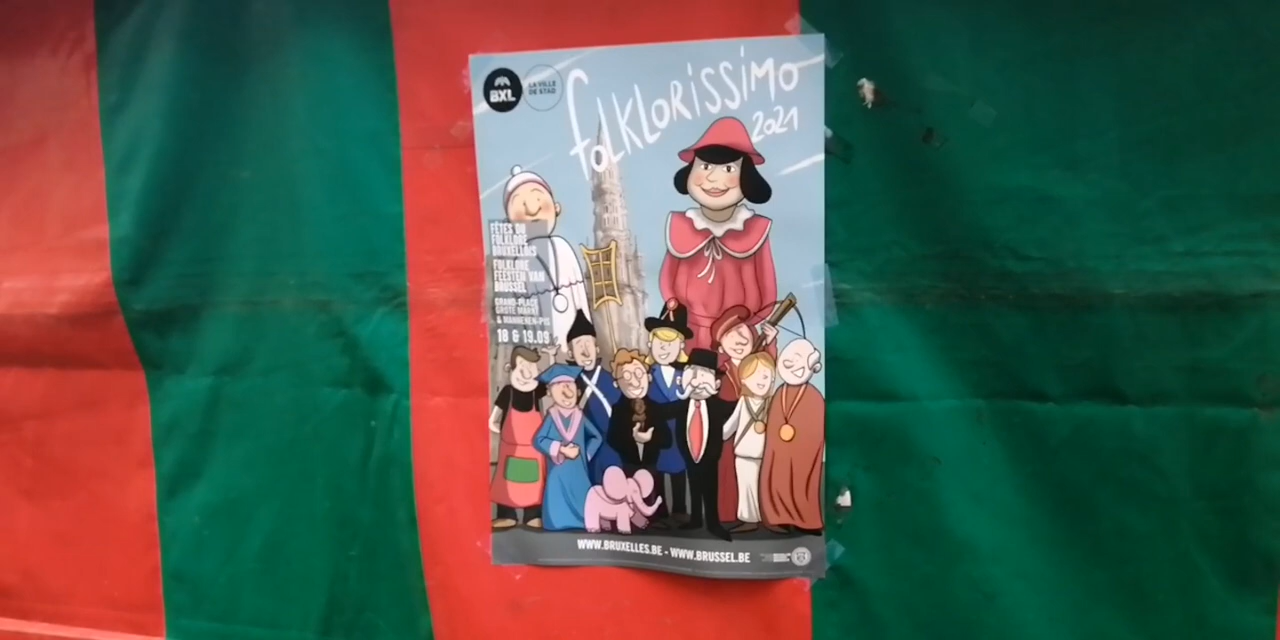 BXL
LA VILLE
DE STAD
FOLKLORISSIMO
2021
FÊTES DU
FOLKLORE
BRUXELLOIS
FOLKLORE
FEESTEN VAN
BRUSSEL
GRAND-PLACE
GROTE MARKT
& MANNEKEN-PIS
18 & 19.09
WWW.BRUXELLES.BE - WWW.BRUSSEL.BE